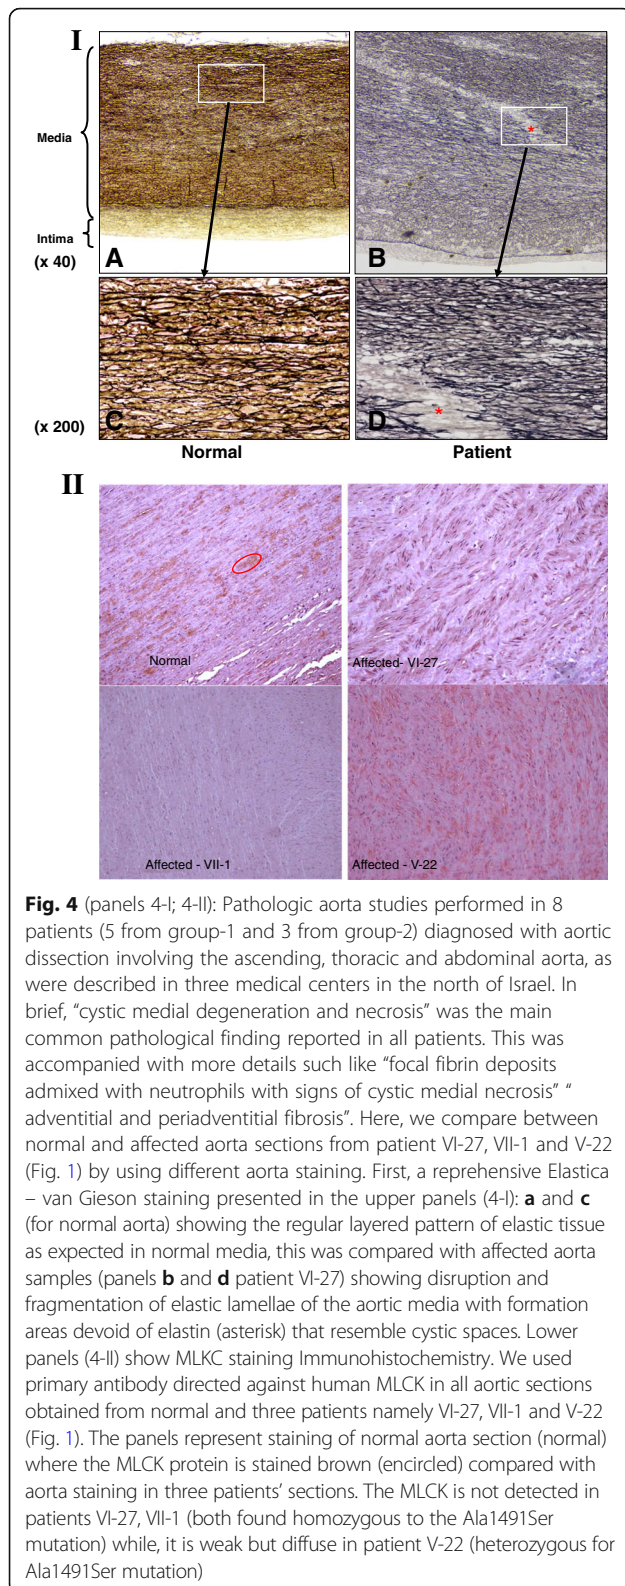 I
Media
Intima
(x 40)
A
B
(x 200)
C
D
*
*
Normal
Patient
II
Normal
Affected- VI-27
Affected - VII-1
Affected - V-22
Fig. 4 (panels 4-I; 4-II): Pathologic aorta studies performed in 8
patients (5 from group-1 and 3 from group-2) diagnosed with aortic
dissection involving the ascending, thoracic and abdominal aorta, as
were described in three medical centers in the north of Israel. In
brief, “cystic medial degeneration and necrosis” was the main
common pathological finding reported in all patients. This was
accompanied with more details such like “focal fibrin deposits
admixed with neutrophils with signs of cystic medial necrosis” “
adventitial and periadventitial fibrosis”. Here, we compare between
normal and affected aorta sections from patient VI-27, VII-1 and V-22
(Fig. 1) by using different aorta staining. First, a reprehensive Elastica
– van Gieson staining presented in the upper panels (4-I): a and c
(for normal aorta) showing the regular layered pattern of elastic tissue
as expected in normal media, this was compared with affected aorta
samples (panels b and d patient VI-27) showing disruption and
fragmentation of elastic lamellae of the aortic media with formation
areas devoid of elastin (asterisk) that resemble cystic spaces. Lower
panels (4-II) show MLKC staining Immunohistochemistry. We used
primary antibody directed against human MLCK in all aortic sections
obtained from normal and three patients namely VI-27, VII-1 and V-22
(Fig. 1). The panels represent staining of normal aorta section (normal)
where the MLCK protein is stained brown (encircled) compared with
aorta staining in three patients’ sections. The MLCK is not detected in
patients VI-27, VII-1 (both found homozygous to the Ala1491Ser
mutation) while, it is weak but diffuse in patient V-22 (heterozygous for
Ala1491Ser mutation)